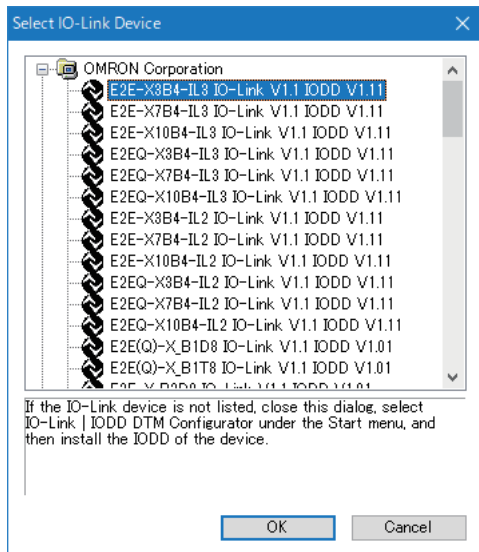 Select IO-Link Device
OMRON Corporation
E2E-X3B4-IL3 IO-Link V1.1 IODD V1.11
E2E-X7B4-IL3 IO-Link V1.1 IODD V1.11
E2E-X10B4-IL3 IO-Link V1.1 IODD V1.11
E2EQ-X3B4-IL3 IO-Link V1.1 IODD V1.11
E2EQ-X7B4-IL3 IO-Link V1.1 IODD V1.11
E2EQ-X10B4-IL3 IO-Link V1.1 IODD V1.11
E2E-X3B4-IL2 IO-Link V1.1 IODD V1.11
E2E-X7B4-IL2 IO-Link V1.1 IODD V1.11
E2E-X10B4-IL2 IO-Link V1.1 IODD V1.11
E2EQ-X3B4-IL2 IO-Link V1.1 IODD V1.11
E2EQ-X7B4-IL2 IO-Link V1.1 IODD V1.11
E2EQ-X10B4-IL2 IO-Link V1.1 IODD V1.11
E2E(Q)-X_B1D8 IO-Link V1.1 IODD V1.01
E2E(Q)-X_B1T8 IO-Link V1.1 IODD V1.01
If the IO-Link device is not listed, close this dialog, select
IO-Link | IODD DTM Configurator under the Start menu, and
then install the IODD of the device.
OK Cancel